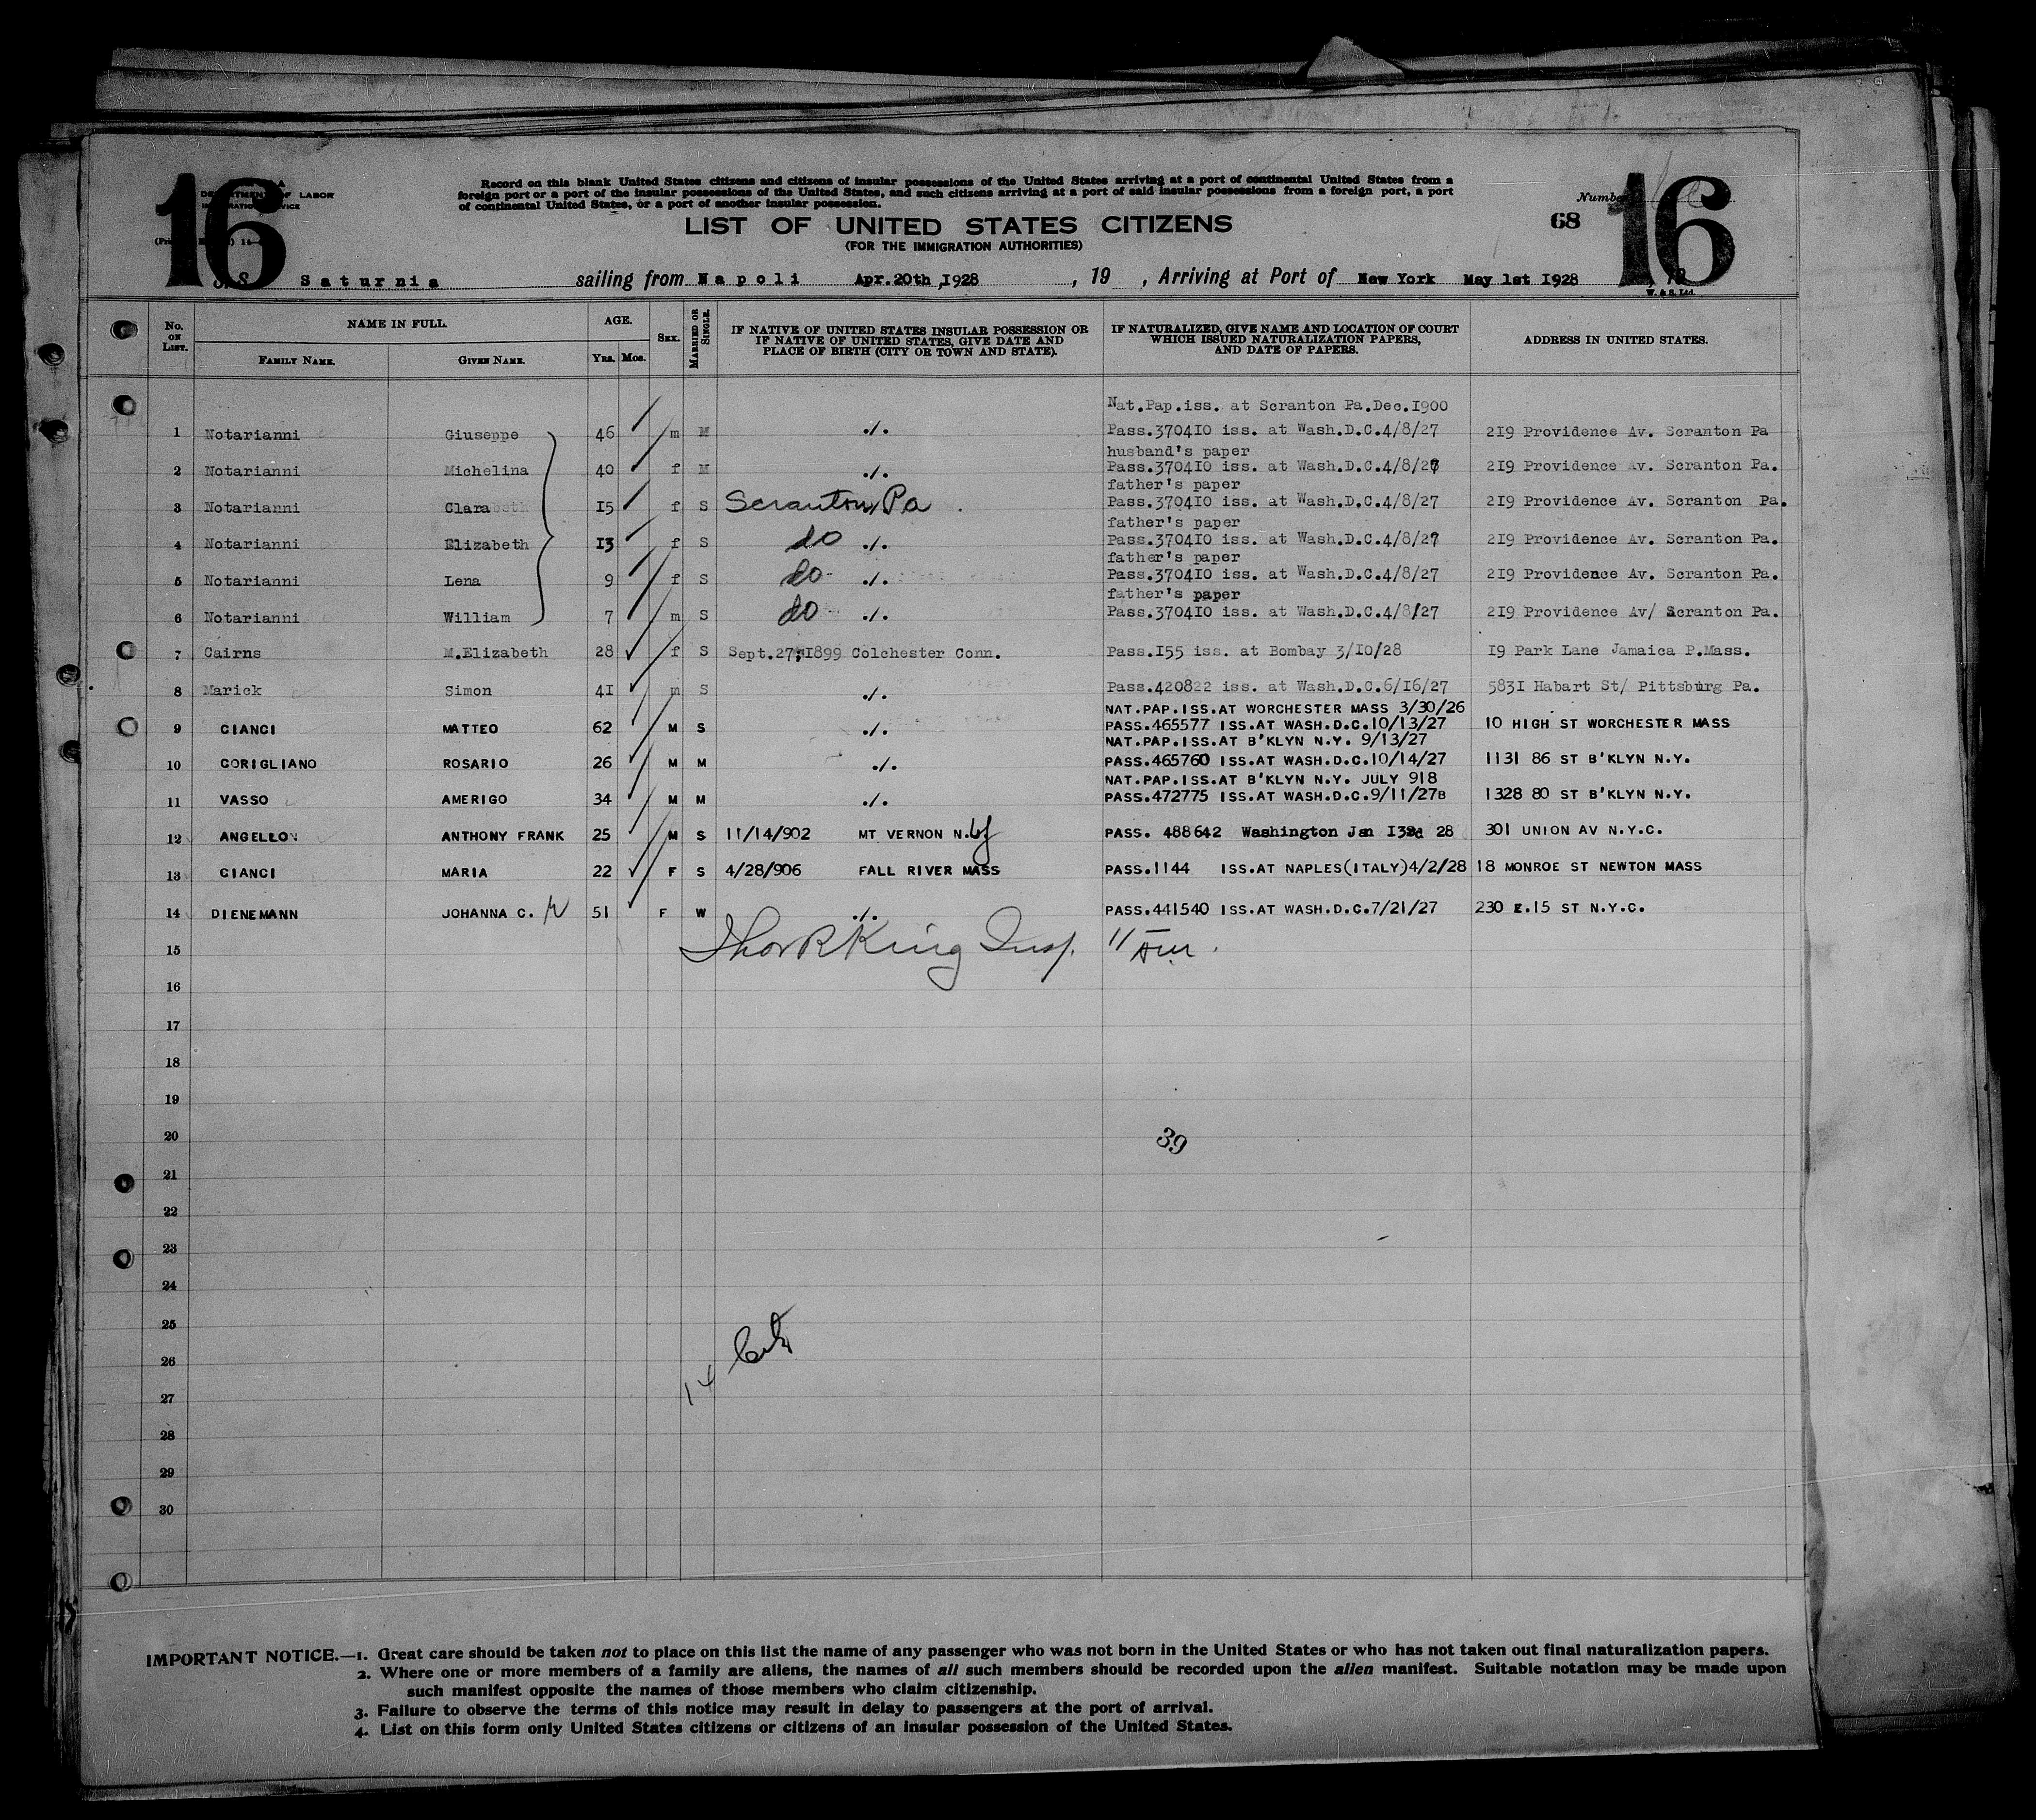 16
DEPARTMENT OF LABOR
Record on this blank United States citizens and citizens of insular possessions of the United States arriving at a port of continental United States from a
foreign port or a port of the insular possessions of the United States, and such citizens arriving at a port of said insular possessions from a foreign port, a port
of continental United States, or a port of another insular possession.
LIST OF UNITED STATES CITIZENS
(FOR THE IMMIGRATION AUTHORITIES)
Number
68
16
S.S. Saturnia sailing from Napoli Apr.20th,1928 , 19 , Arriving at Port of New York May 1st 1928
W. & S. Ltd.
No. ON LIST. NAME IN FULL. AGE. SEX. MARRIED OR SINGLE. IF NATIVE OF UNITED STATES INSULAR POSSESSION OR IF NATIVE OF UNITED STATES, GIVE DATE AND PLACE OF BIRTH (CITY OR TOWN AND STATE). IF NATURALIZED, GIVE NAME AND LOCATION OF COURT WHICH ISSUED NATURALIZATION PAPERS, AND DATE OF PAPERS. ADDRESS IN UNITED STATES.
FAMILY NAME. GIVEN NAME. Yrs. Mos.
Nat.Pap.iss. at Scranton Pa.Dec.1900
1 Notarianni Giuseppe 46 m M ./. Pass.370410 iss. at Wash.D.C.4/8/27 219 Providence Av. Scranton Pa
husband's paper
2 Notarianni Michelina 40 f M ./. Pass.370410 iss. at Wash.D.C.4/8/27 219 Providence Av. Scranton Pa.
father's paper
3 Notarianni Clara 15 f S Scranton, Pa Pass.370410 iss. at Wash.D.C.4/8/27 219 Providence Av. Scranton Pa.
father's paper
4 Notarianni Elizabeth 13 f S do ./. Pass.370410 iss. at Wash.D.C.4/8/27 219 Providence Av. Scranton Pa.
father's paper
5 Notarianni Lena 9 f S do ./. Pass.370410 iss. at Wash.D.C.4/8/27 219 Providence Av. Scranton Pa.
father's paper
6 Notarianni William 7 m S do ./. Pass.370410 iss. at Wash.D.C.4/8/27 219 Providence Av/ Scranton Pa.
7 Cairns M.Elizabeth 28 f S Sept.27,1899 Colchester Conn. Pass.155 iss. at Bombay 3/10/28 19 Park Lane Jamaica P.Mass.
8 Marick Simon 41 m S ./. Pass.420822 iss. at Wash.D.C.6/16/27 5831 Habart St/ Pittsburg Pa.
NAT.PAP.ISS.AT WORCHESTER MASS 3/30/26
9 CIANCI MATTEO 62 M S ./. PASS.465577 ISS.AT WASH.D.C.10/13/27 10 HIGH ST WORCHESTER MASS
NAT.PAP.ISS.AT B'KLYN N.Y. 9/13/27
10 CORIGLIANO ROSARIO 26 M M ./. PASS.465760 ISS.AT WASH.D.C.10/14/27 1131 86 ST B'KLYN N.Y.
NAT.PAP.ISS.AT B'KLYN N.Y. JULY 918
11 VASSO AMERIGO 34 M M ./. PASS.472775 ISS.AT WASH.D.C.9/11/27B 1328 80 ST B'KLYN N.Y.
12 ANGELLO ANTHONY FRANK 25 M S 11/14/902 MT VERNON N.Y PASS. 488642 Washington Jan 28 301 UNION AV N.Y.C.
13 CIANCI MARIA 22 F S 4/28/906 FALL RIVER MASS PASS.1144 ISS.AT NAPLES(ITALY)4/2/28 18 MONROE ST NEWTON MASS
14 DIENEMANN JOHANNA C. 51 F W ./. PASS.441540 ISS.AT WASH.D.C.7/21/27 230 E.15 ST N.Y.C.
15 Thor R King Insp.
16
17
18
19
20
39
21
22
23
24
25
26
14
27
28
29
30
IMPORTANT NOTICE.—1. Great care should be taken not to place on this list the name of any passenger who was not born in the United States or who has not taken out final naturalization papers.
2. Where one or more members of a family are aliens, the names of all such members should be recorded upon the alien manifest. Suitable notation may be made upon
such manifest opposite the names of those members who claim citizenship.
3. Failure to observe the terms of this notice may result in delay to passengers at the port of arrival.
4. List on this form only United States citizens or citizens of an insular possession of the United States.